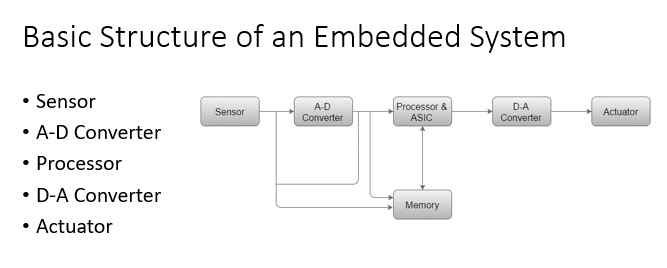 Basic Structure of an Embedded System
• Sensor
• A-D Converter
• Processor
• D-A Converter
• Actuator
Sensor
A-D
Converter
Processor &
ASIC
D-A
Converter
Actuator
Memory